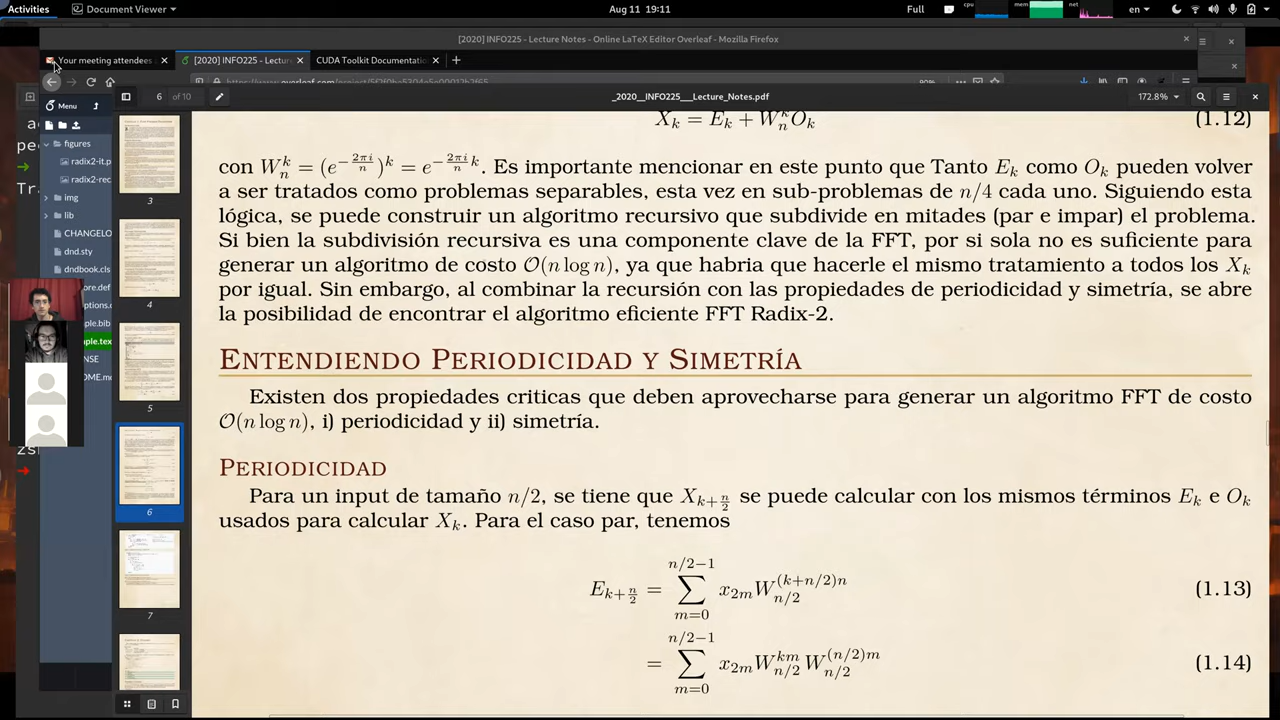 Activities
Document Viewer
Aug 11 19:11
Full
cpu
mem
net
en
[2020] INFO225 - Lecture Notes - Online LaTeX Editor Overleaf - Mozilla Firefox
Your meeting attendees
[2020] INFO225 - Lectur
CUDA Toolkit Documentatio
Menu
6 of 10
_2020__INFO225___Lecture_Notes.pdf
172.8%
figures
radix2-it.p
radix2-rec
img
lib
CHANGELO
dnd.sty
dndbook.cls
3
4
5
6
7
X_k = E_k + W_n^k O_k (1.12)
con W_n^k (e^{-2πi/n})^k – e^{-2πi/n k}. Es importante mencionar en este punto que Tanto E_k como O_k pueden volver
a ser tratados como problemas separables, esta vez en sub-problemas de n/4 cada uno. Siguiendo esta
lógica, se puede construir un algoritmo recursivo que subdivide en mitades (par e impar) el problema.
Si bien la subdivisión recursiva es una componente clave de la FFT, por si sola no es suficiente para
generar un algoritmo de costo O(n log n), yaque habría que hacerse el mismo tratamiento a todos los X_k
por igual. Sin embargo, al combinar la recursión con las propiedades de periodicidad y simetría, se abre
la posibilidad de encontrar el algoritmo eficiente FFT Radix-2.
ENTENDIENDO PERIODICIDAD Y SIMETRÍA
Existen dos propiedades criticas que deben aprovecharse para generar un algoritmo FFT de costo
O(n log n), i) periodicidad y ii) simetría.
PERIODICIDAD
Para un input de tamaño n/2, se tiene que X_{k+n/2} se puede calcular con los mismos términos E_k e O_k
usados para calcular X_k. Para el caso par, tenemos
E_{k+n/2} = ∑_{m=0}^{n/2−1} x_{2m} W_{n/2}^{(k+n/2)n} (1.13)
= ∑_{m=0}^{n/2−1} x_{2m} W_{n/2}^{km} W_{n/2}^{(n/2)n} (1.14)